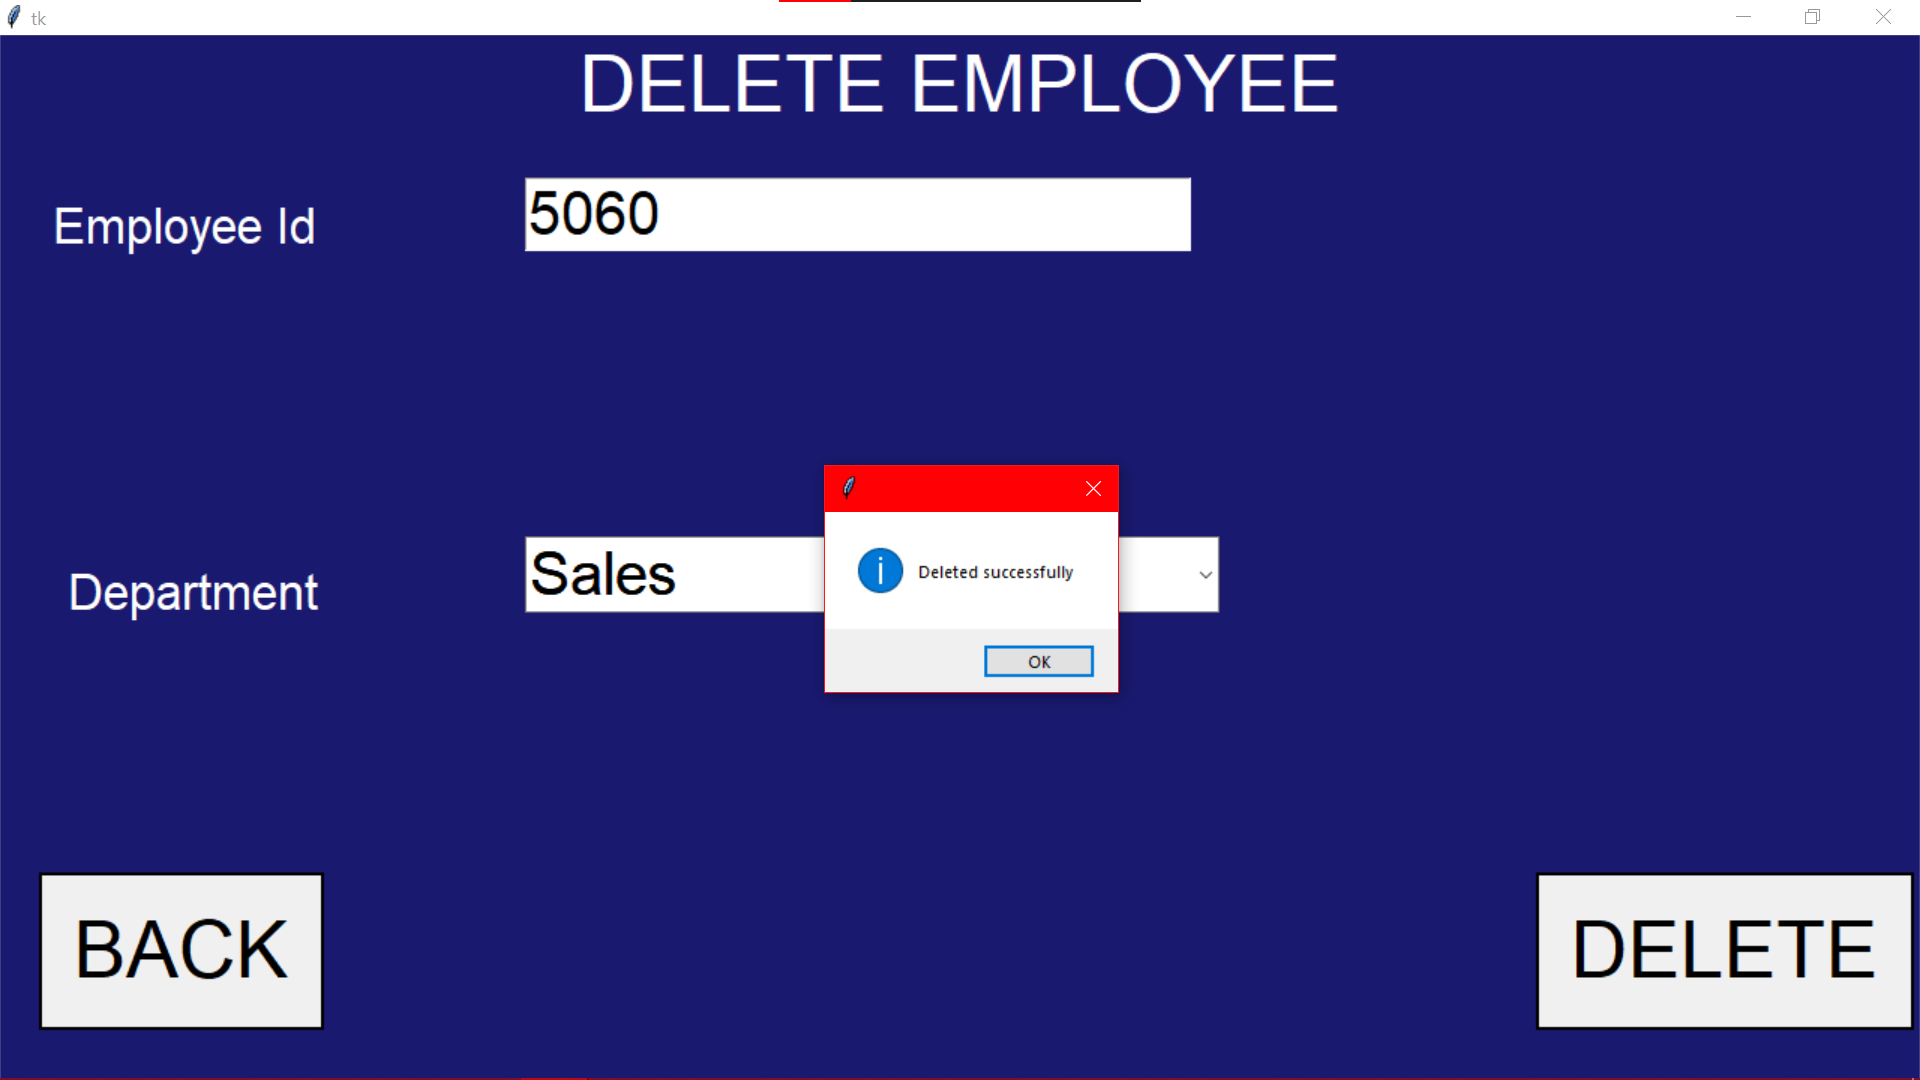 tk
DELETE EMPLOYEE
Employee Id
5060
Department
Sales
Deleted successfully
OK
BACK
DELETE